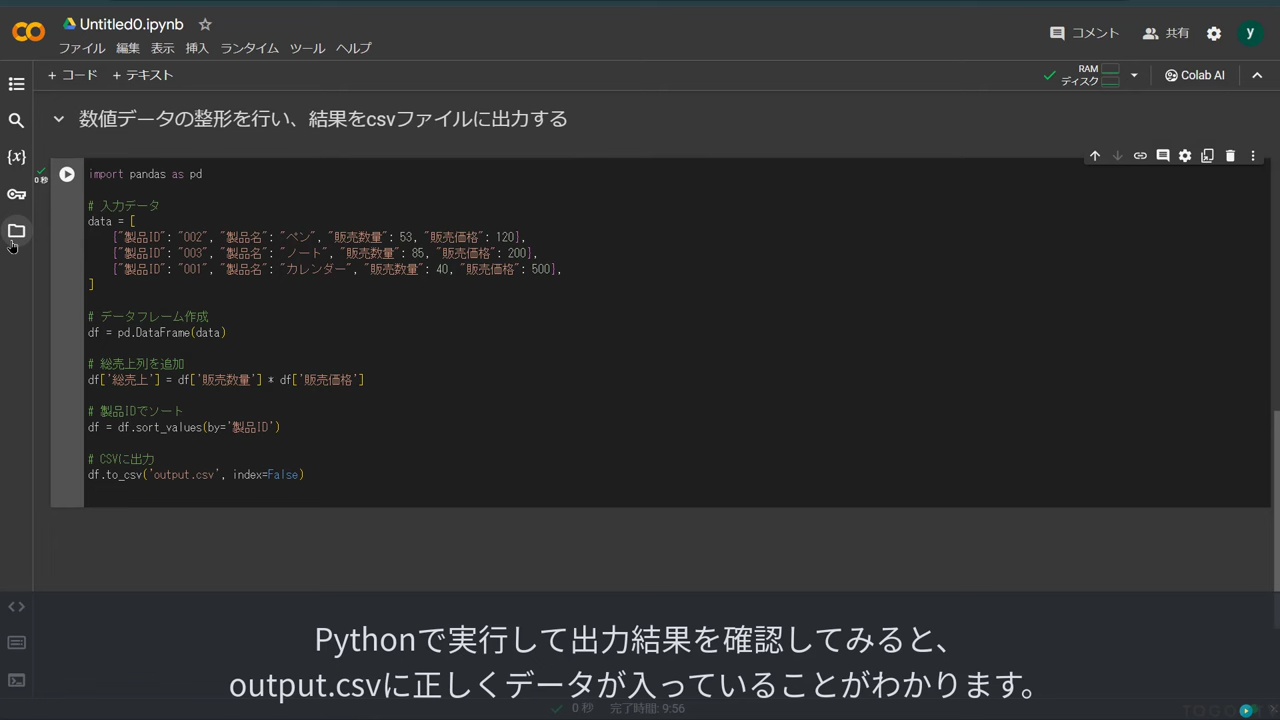 Untitled0.ipynb
ファイル 編集 表示 挿入 ランタイム ツール ヘルプ
コメント 共有 y
+ コード + テキスト
RAM
ディスク
Colab AI
数値データの整形を行い、結果をcsvファイルに出力する
{x}
0 秒
import pandas as pd
# 入力データ
data = [
{"製品ID": "002", "製品名": "ペン", "販売数量": 53, "販売価格": 120},
{"製品ID": "003", "製品名": "ノート", "販売数量": 85, "販売価格": 200},
{"製品ID": "001", "製品名": "カレンダー", "販売数量": 40, "販売価格": 500},
]
# データフレーム作成
df = pd.DataFrame(data)
# 総売上列を追加
df['総売上'] = df['販売数量'] * df['販売価格']
# 製品IDでソート
df = df.sort_values(by='製品ID')
# CSVに出力
df.to_csv('output.csv', index=False)
Pythonで実行して出力結果を確認してみると、
output.csvに正しくデータが入っていることがわかります。
0 秒 完了時間: 9:56